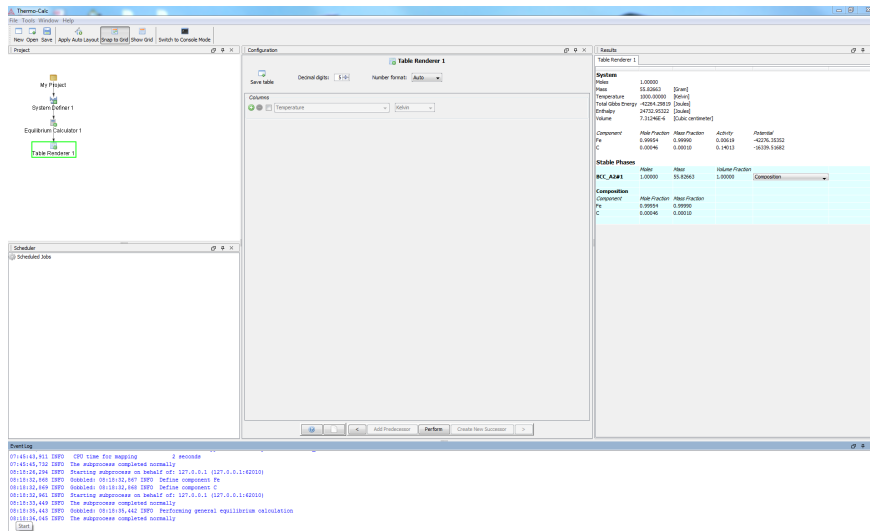 Thermo-Calc
File Tools Window Help
New Open Save Apply Auto Layout Snap to Grid Show Grid Switch to Console Mode
Project
My Project
System Definer 1
Equilibrium Calculator 1
Table Renderer 1
Scheduler
Scheduled Jobs
Configuration
Table Renderer 1
Save table Decimal digits: 5 Number format: Auto
Columns
Temperature Kelvin
< Add Predecessor Perform Create New Successor >
Results
Table Renderer 1
System
Moles 1.00000
Mass 55.82663 [Gram]
Temperature 1000.00000 [Kelvin]
Total Gibbs Energy -42264.29819 [Joules]
Enthalpy 24732.95322 [Joules]
Volume 7.31246E-6 [Cubic centimeter]
Component Mole Fraction Mass Fraction Activity Potential
Fe 0.99954 0.99990 0.00619 -42276.35352
C 0.00046 0.00010 0.14013 -16339.51682
Stable Phases
Moles Mass Volume Fraction
BCC_A2#1 1.00000 55.82663 1.00000 Composition
Composition
Component Mole Fraction Mass Fraction
Fe 0.99954 0.99990
C 0.00046 0.00010
Event Log
07:45:43,911 INFO CPU time for mapping 2 seconds
07:45:45,732 INFO The subprocess completed normally
08:18:26,294 INFO Starting subprocess on behalf of: 127.0.0.1 (127.0.0.1:62010)
08:18:32,868 INFO Gobbled: 08:18:32,867 INFO Define component Fe
08:18:32,869 INFO Gobbled: 08:18:32,868 INFO Define component C
08:18:32,961 INFO Starting subprocess on behalf of: 127.0.0.1 (127.0.0.1:62010)
08:18:33,449 INFO The subprocess completed normally
08:18:35,443 INFO Gobbled: 08:18:35,442 INFO Performing general equilibrium calculation
08:18:36,045 INFO The subprocess completed normally
Start